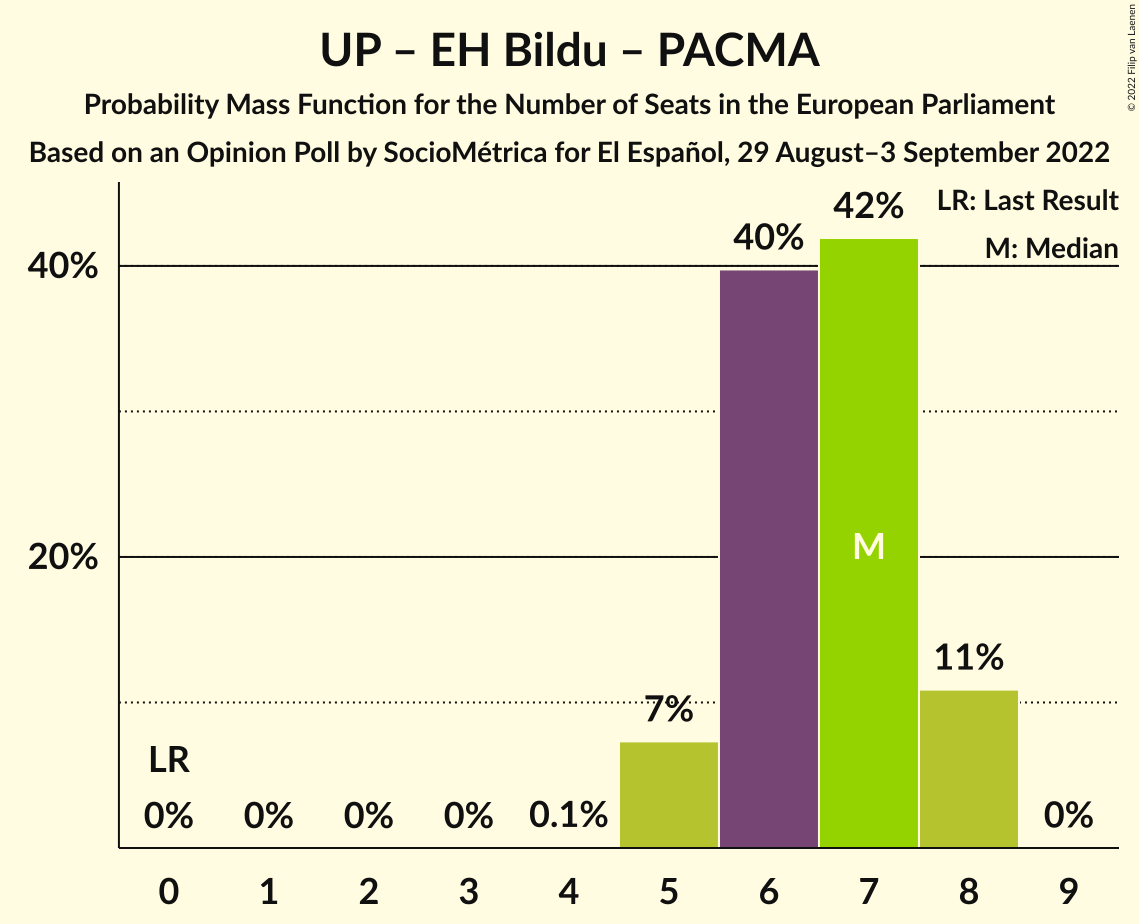 UP – EH Bildu – PACMA
Probability Mass Function for the Number of Seats in the European Parliament
Based on an Opinion Poll by SocioMétrica for El Español, 29 August–3 September 2022
© 2022 Filip van Laenen
LR: Last Result
M: Median
40%
20%
LR
0%
0%
0%
0%
0.1%
7%
40%
42%
M
11%
0%
0 1 2 3 4 5 6 7 8 9